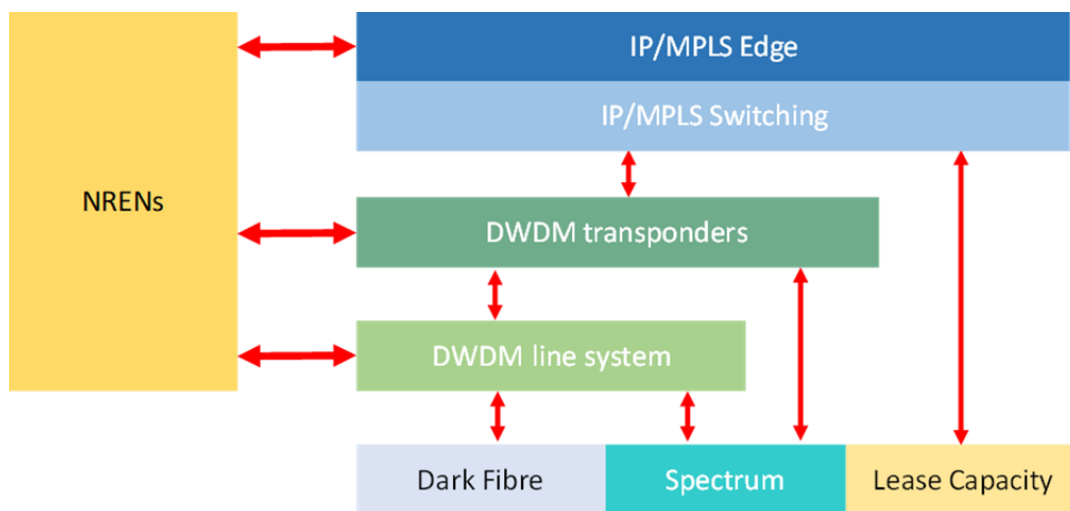 IP/MPLS Edge
IP/MPLS Switching
NRENs
DWDM transponders
DWDM line system
Dark Fibre
Spectrum
Lease Capacity